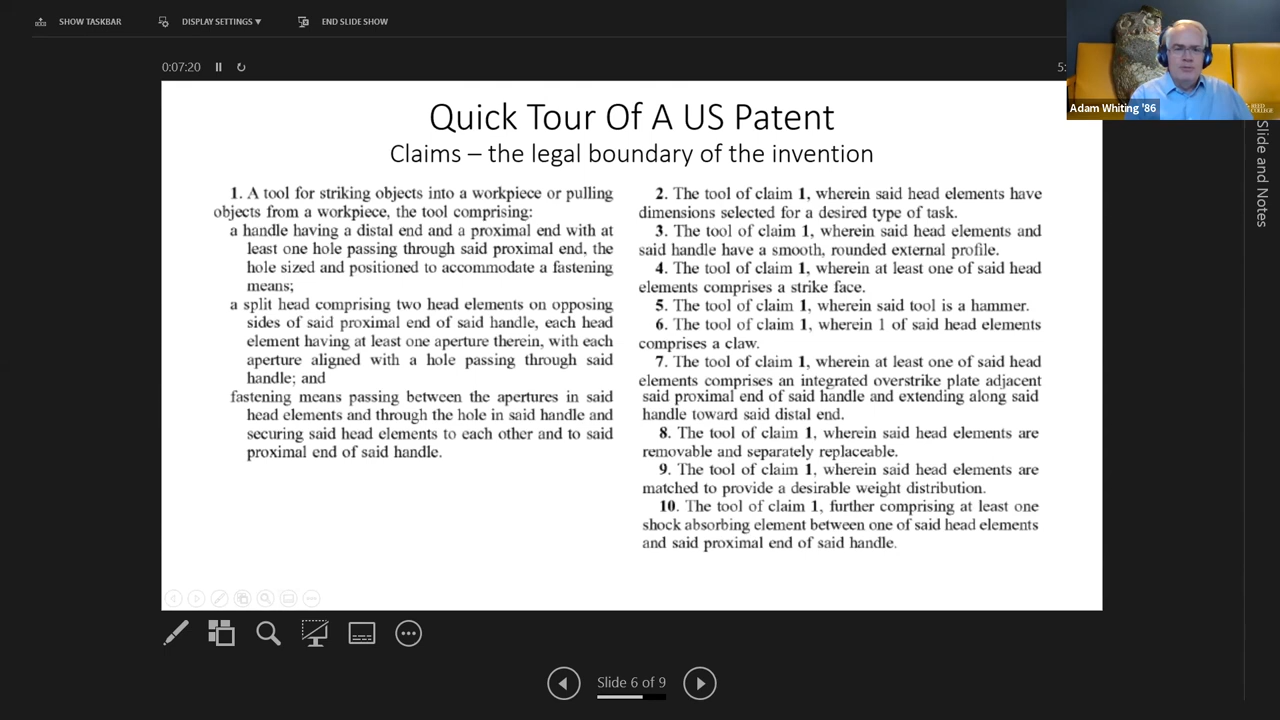 SHOW TASKBAR
DISPLAY SETTINGS ▼
END SLIDE SHOW
0:07:20
5:
Adam Whiting '86
REED
COLLEGE
Slide and Notes
Quick Tour Of A US Patent
Claims – the legal boundary of the invention
1. A tool for striking objects into a workpiece or pulling
objects from a workpiece, the tool comprising:
a handle having a distal end and a proximal end with at
least one hole passing through said proximal end, the
hole sized and positioned to accommodate a fastening
means;
a split head comprising two head elements on opposing
sides of said proximal end of said handle, each head
element having at least one aperture therein, with each
aperture aligned with a hole passing through said
handle; and
fastening means passing between the apertures in said
head elements and through the hole in said handle and
securing said head elements to each other and to said
proximal end of said handle.
2. The tool of claim 1, wherein said head elements have
dimensions selected for a desired type of task.
3. The tool of claim 1, wherein said head elements and
said handle have a smooth, rounded external profile.
4. The tool of claim 1, wherein at least one of said head
elements comprises a strike face.
5. The tool of claim 1, wherein said tool is a hammer.
6. The tool of claim 1, wherein 1 of said head elements
comprises a claw.
7. The tool of claim 1, wherein at least one of said head
elements comprises an integrated overstrike plate adjacent
said proximal end of said handle and extending along said
handle toward said distal end.
8. The tool of claim 1, wherein said head elements are
removable and separately replaceable.
9. The tool of claim 1, wherein said head elements are
matched to provide a desirable weight distribution.
10. The tool of claim 1, further comprising at least one
shock absorbing element between one of said head elements
and said proximal end of said handle.
Slide 6 of 9